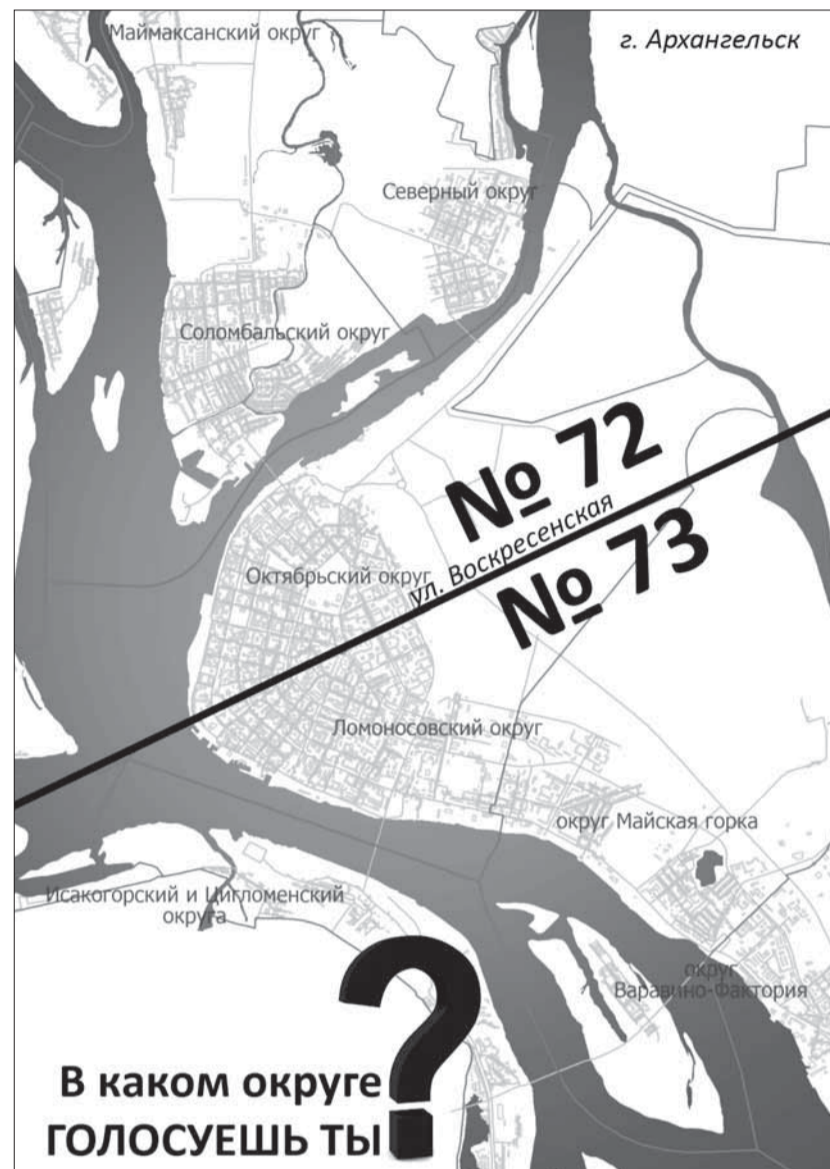 Маймаксанский округ
г. Архангельск
Северный округ
Соломбальский округ
№ 72
ул. Воскресенская
№ 73
Октябрьский округ
Ломоносовский округ
округ Майская горка
Исакогорский и Цигломенский
округа
округ
Варавино-Фактория
В каком округе
ГОЛОСУЕШЬ ТЫ
?